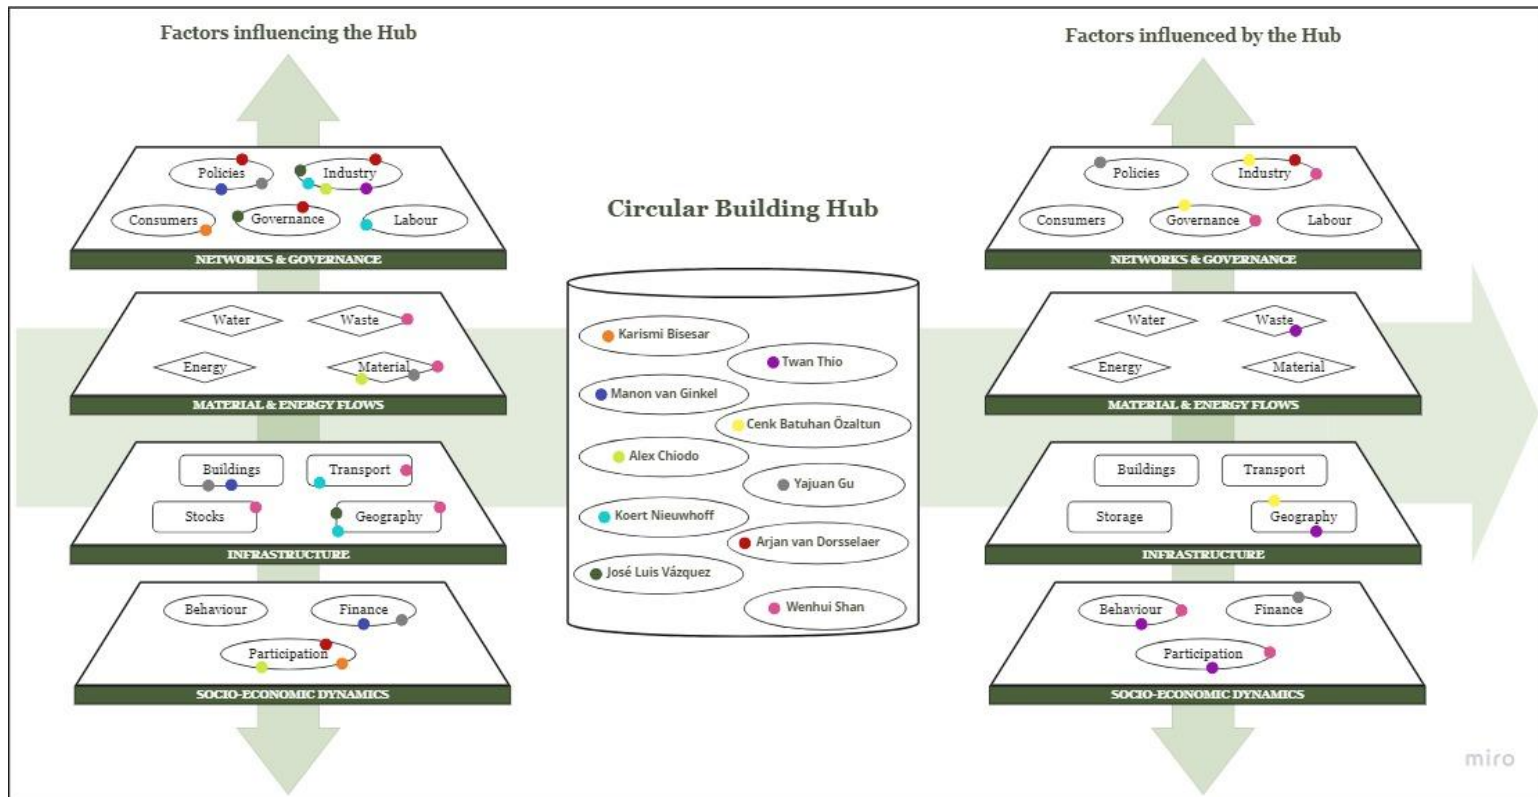 Factors influencing the Hub
Policies
Industry
Consumers
Governance
Labour
NETWORKS & GOVERNANCE
Water
Waste
Energy
Material
MATERIAL & ENERGY FLOWS
Buildings
Transport
Stocks
Geography
INFRASTRUCTURE
Behaviour
Finance
Participation
SOCIO-ECONOMIC DYNAMICS
Circular Building Hub
Karismi Bisesar
Twan Thio
Manon van Ginkel
Cenk Batuhan Özaltun
Alex Chiodo
Yajuan Gu
Koert Nieuwhoff
Arjan van Dorsselaer
José Luis Vázquez
Wenhui Shan
Factors influenced by the Hub
Policies
Industry
Consumers
Governance
Labour
NETWORKS & GOVERNANCE
Water
Waste
Energy
Material
MATERIAL & ENERGY FLOWS
Buildings
Transport
Storage
Geography
INFRASTRUCTURE
Behaviour
Finance
Participation
SOCIO-ECONOMIC DYNAMICS
miro